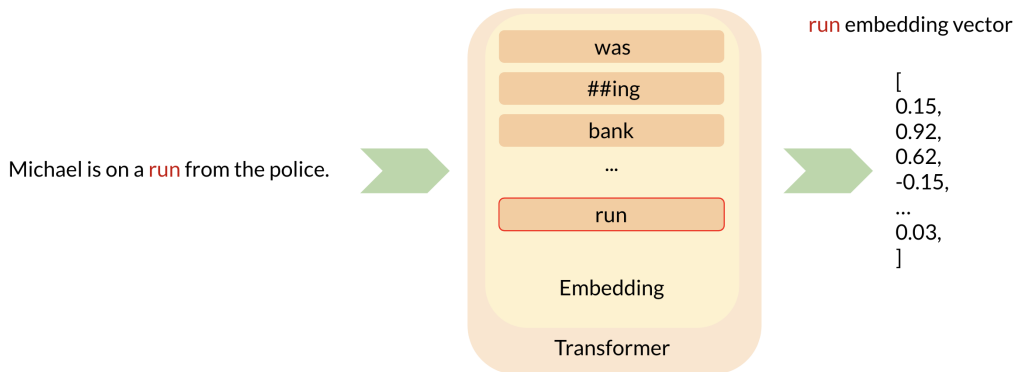 run embedding vector
Michael is on a run from the police.
was
##ing
bank
...
run
Embedding
Transformer
[
0.15,
0.92,
0.62,
-0.15,
...
0.03,
]